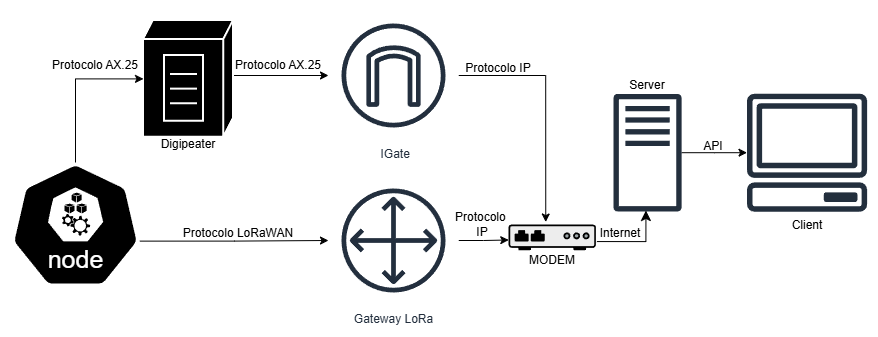 Protocolo AX.25
Digipeater
Protocolo AX.25
IGate
Protocolo IP
Server
API
Client
node
Protocolo LoRaWAN
Gateway LoRa
Protocolo
IP
MODEM
Internet